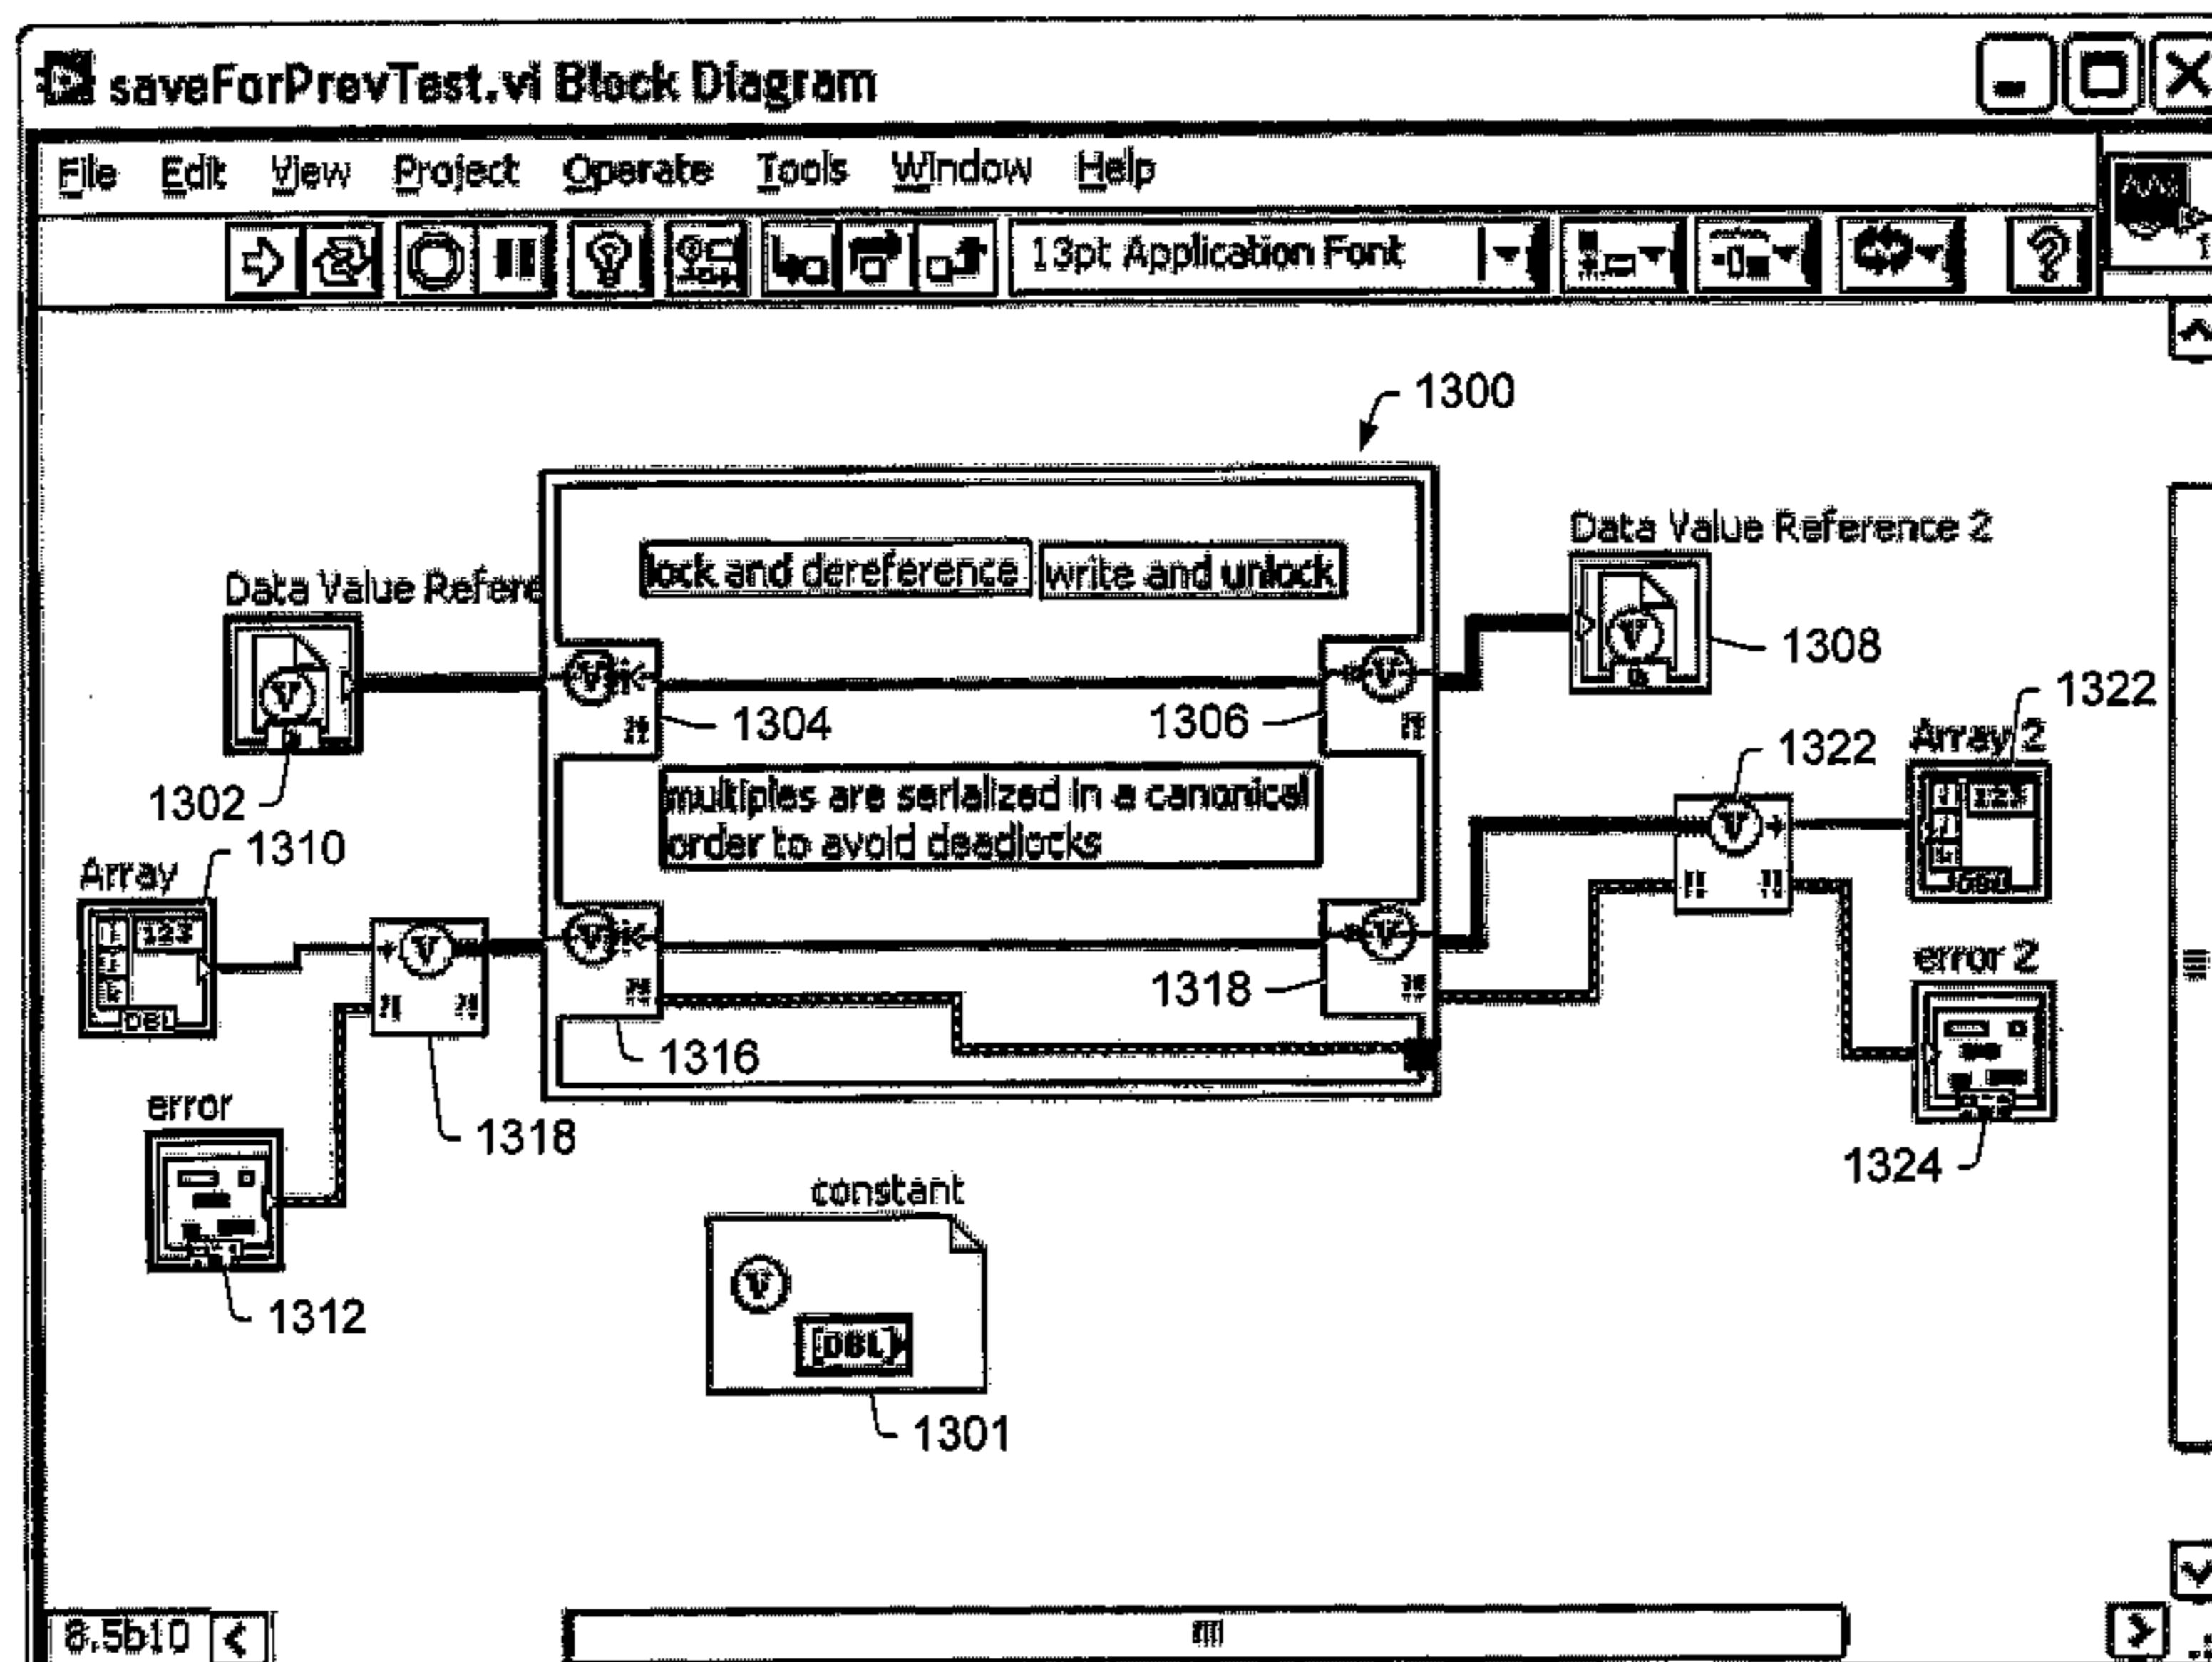 saveForPrevTest.vi Block Diagram
File Edit View Project Operate Tools Window Help
13pt Application Font
1300
lock and dereference
write and unlock
Data Value Reference 2
Data Value Refere
1308
1304
1306
1322
Array 2
1322
1302
multiples are serialized in a canonical
order to avoid deadlocks
1310
Array
123
DBL
1318
error 2
1316
1318
error
1324
constant
1312
[DBL]
1301
8.5b10